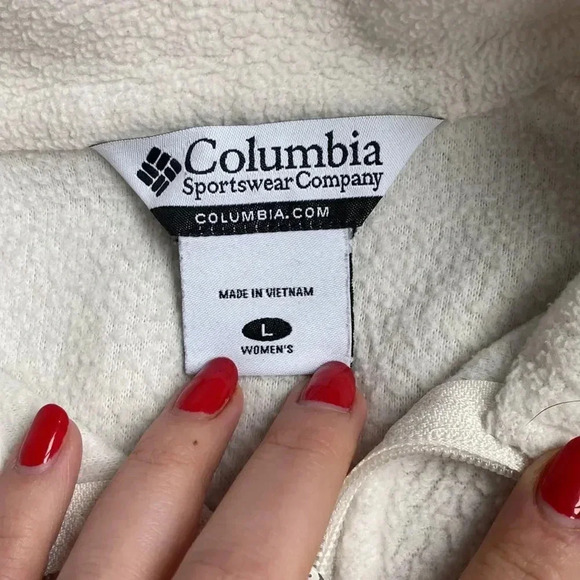 Columbia
Sportswear Company
COLUMBIA.COM
MADE IN VIETNAM
L
WOMEN'S